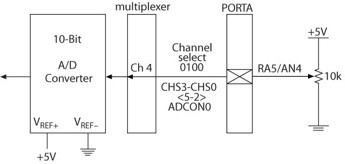 multiplexer
PORTA
+5V
10-Bit
A/D
Converter
Ch 4
Channel
select
0100
RA5/AN4
10k
CHS3-CHS0
<5-2>
ADCON0
VREF+
VREF−
+5V